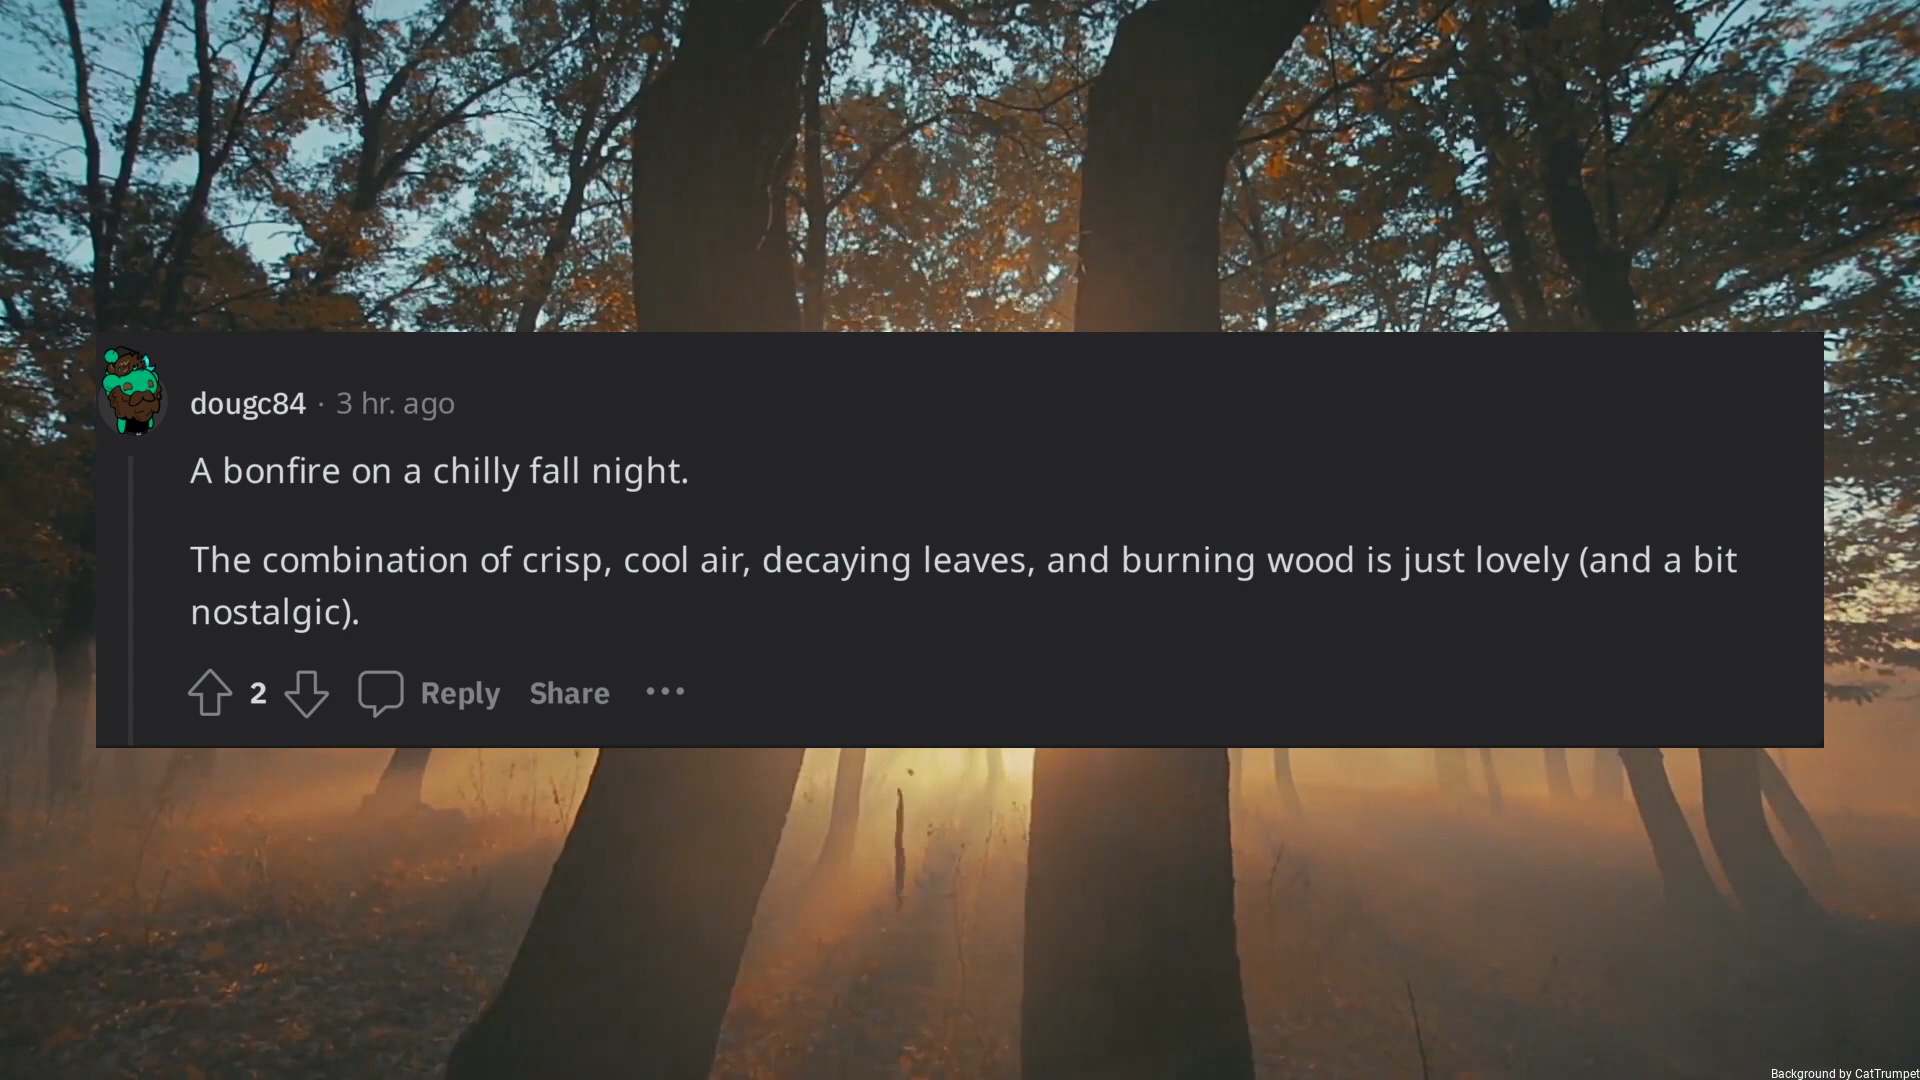 dougc84 · 3 hr. ago
A bonfire on a chilly fall night.
The combination of crisp, cool air, decaying leaves, and burning wood is just lovely (and a bit
nostalgic).
2 Reply Share ···
Background by CatTrumpet